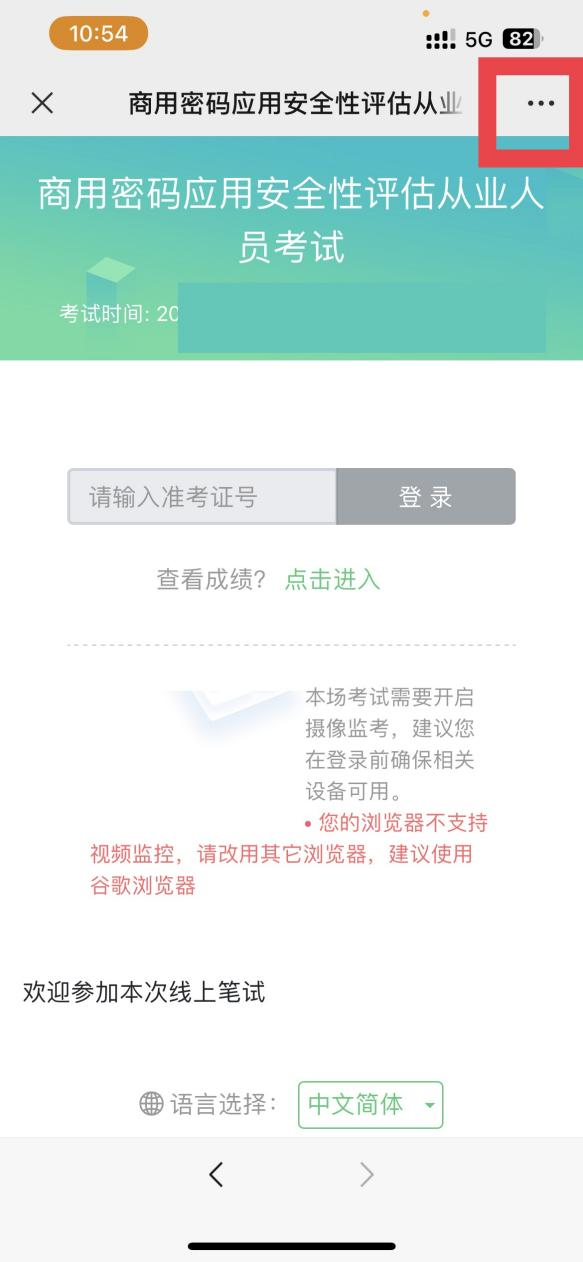 10:54
5G 82
商用密码应用安全性评估从业
商用密码应用安全性评估从业人
员考试
考试时间: 20
请输入准考证号
登 录
查看成绩? 点击进入
本场考试需要开启
摄像监考，建议您
在登录前确保相关
设备可用。
• 您的浏览器不支持
视频监控，请改用其它浏览器，建议使用
谷歌浏览器
欢迎参加本次线上笔试
语言选择：
中文简体